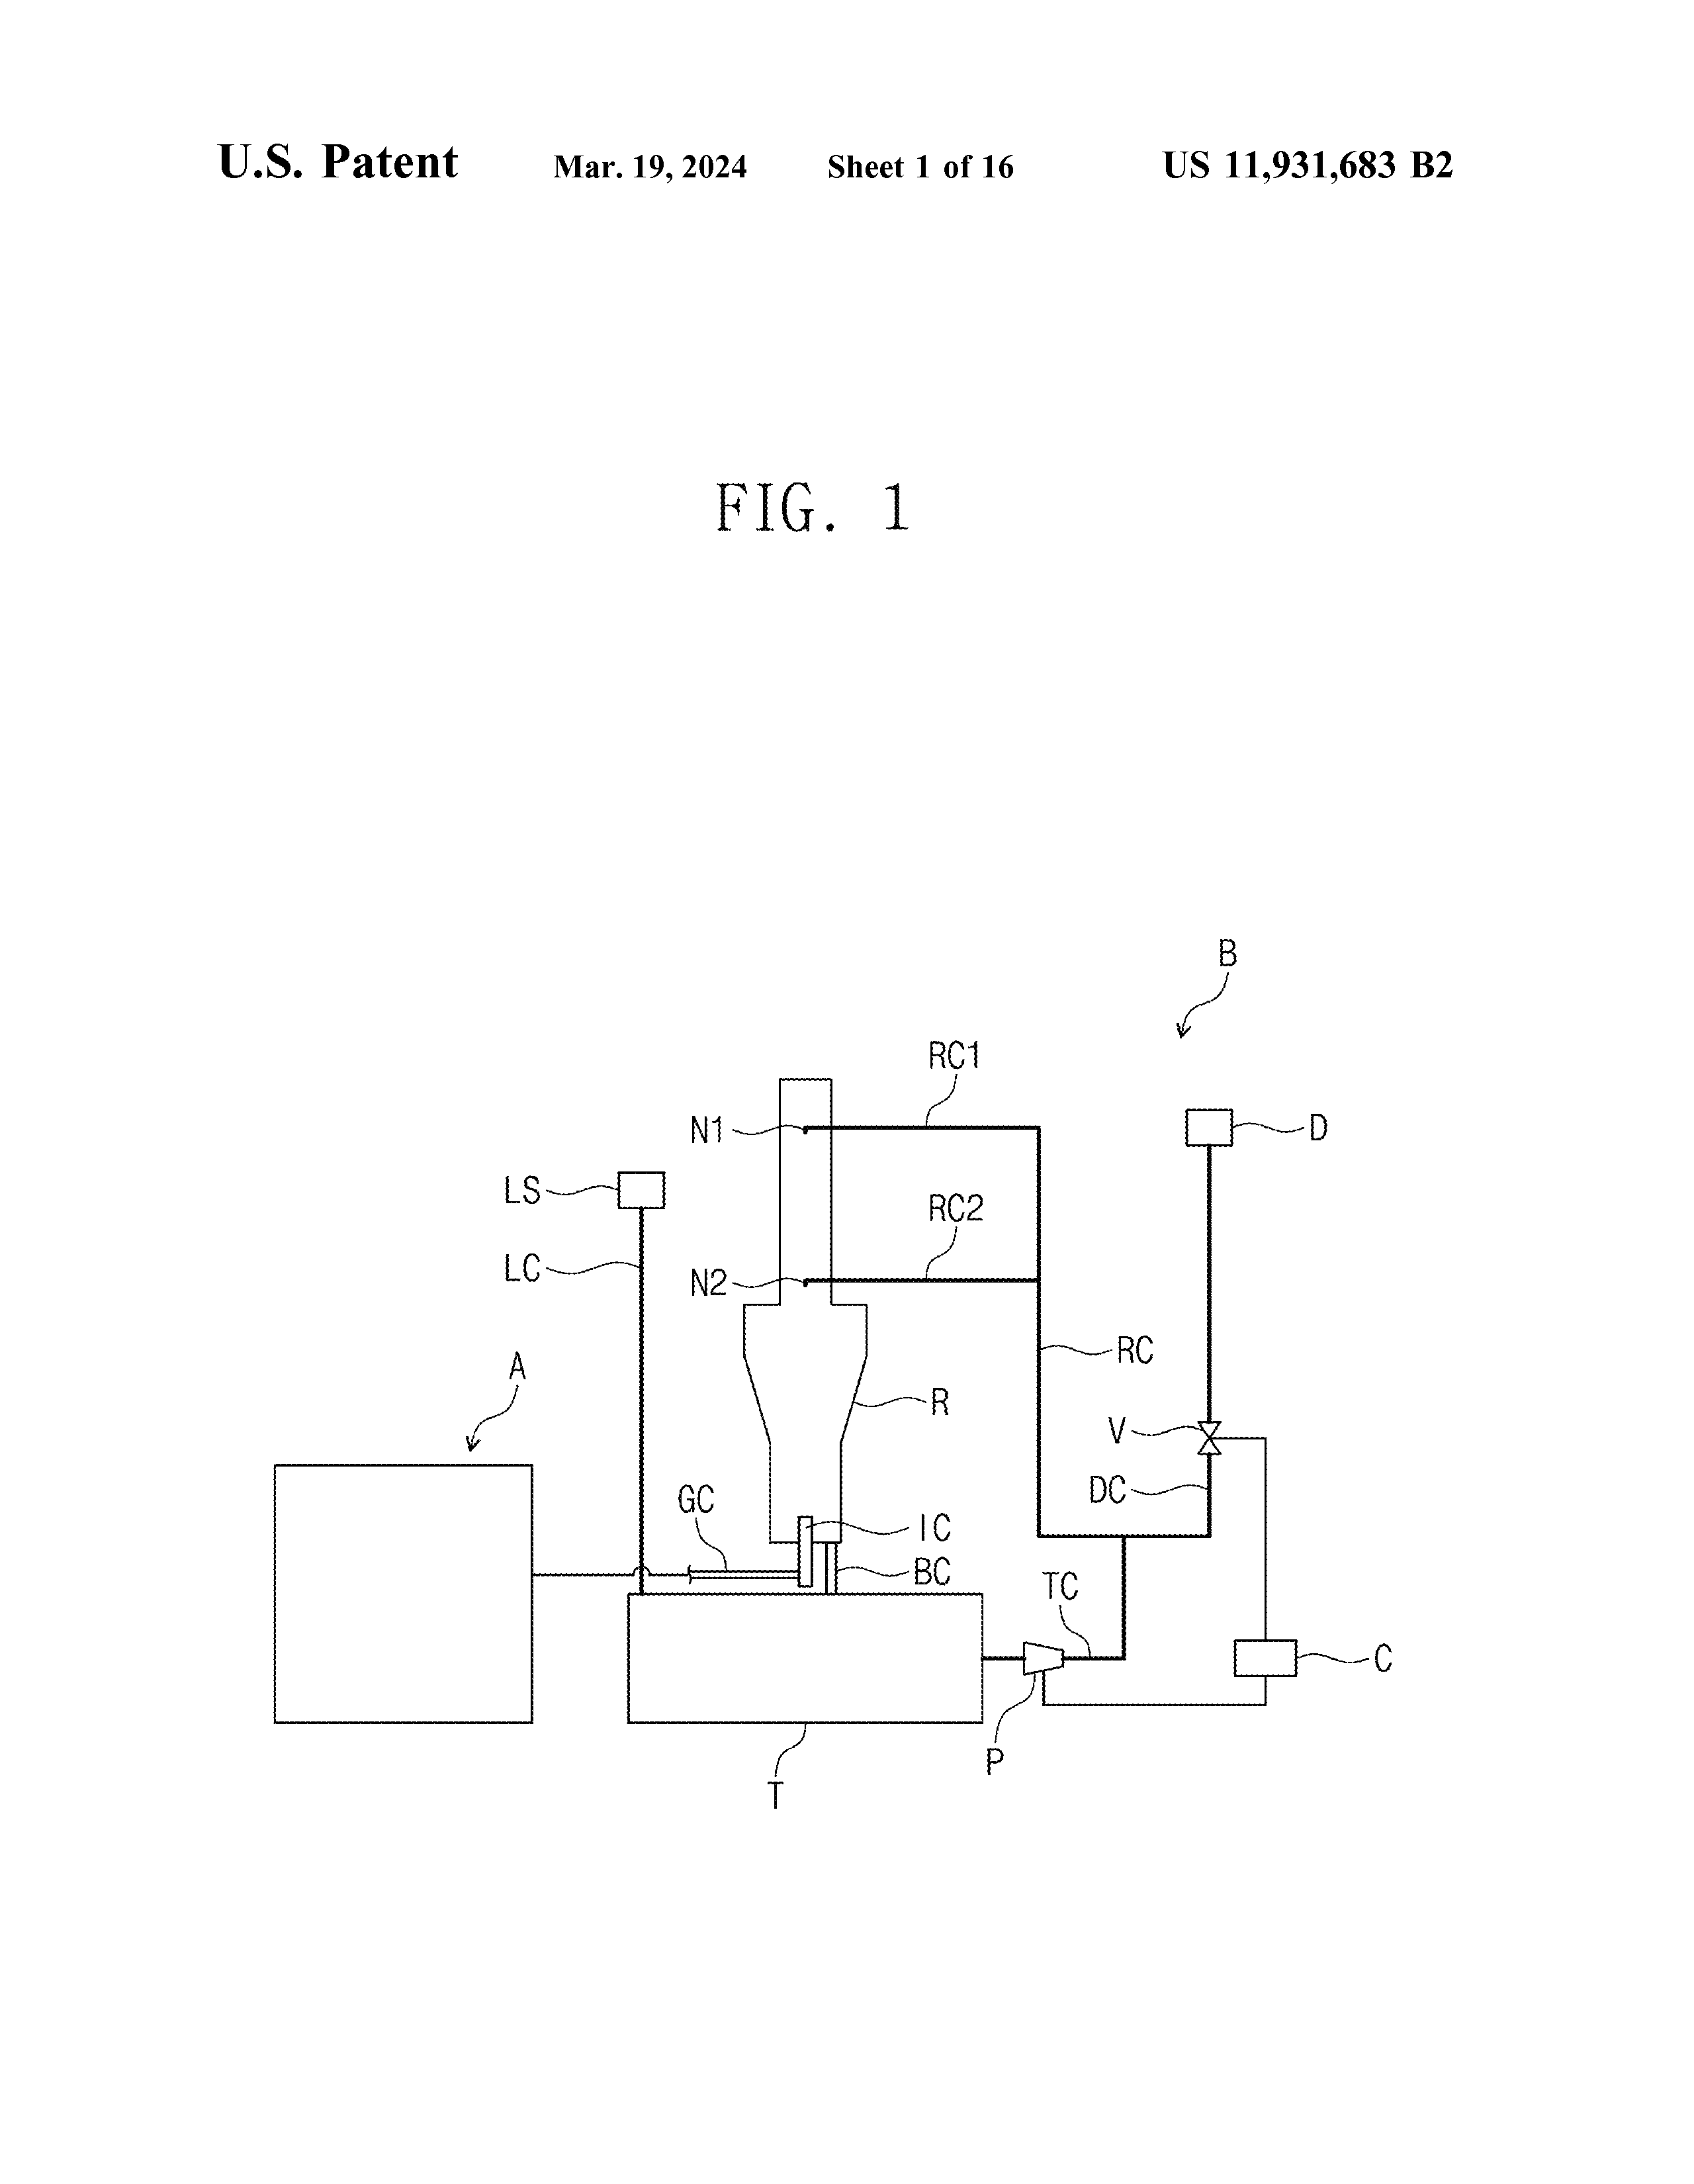 U.S. Patent Mar. 19, 2024 Sheet 1 of 16 US 11,931,683 B2
FIG. 1
B
RC1
N1
D
LS
RC2
LC
N2
RC
A
R
V
DC
GC
IC
BC
TC
C
P
T